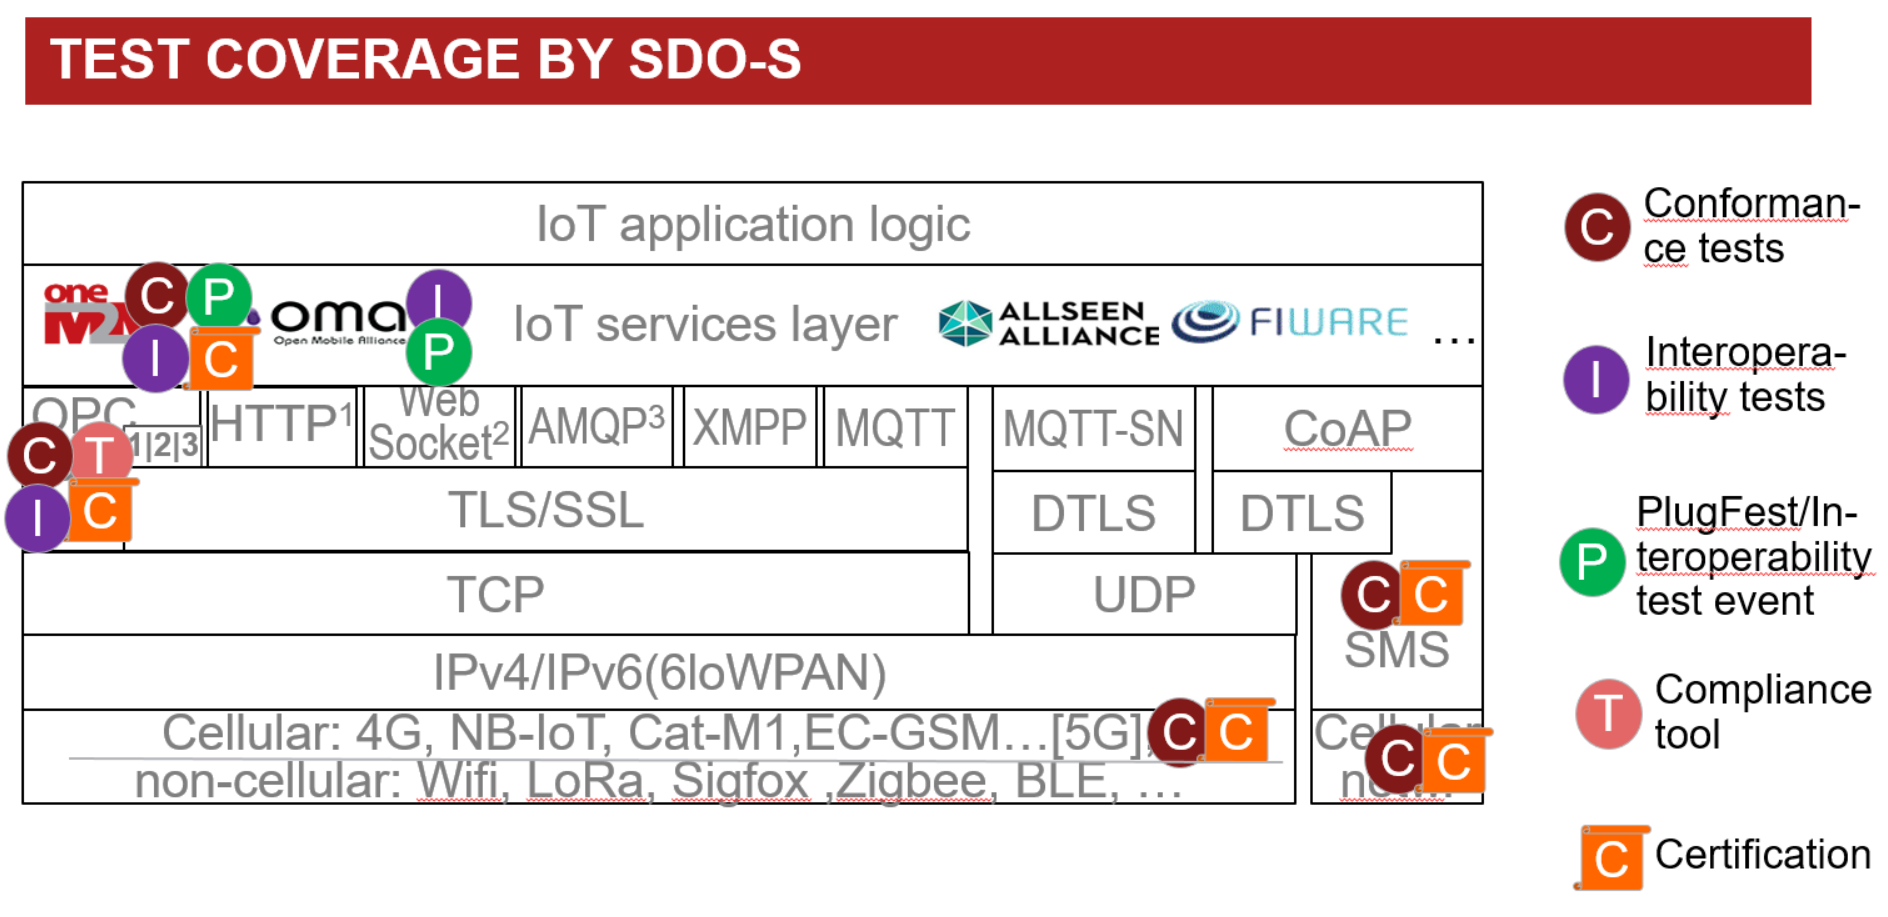 TEST COVERAGE BY SDO-S
IoT application logic
one
M2M
C
P
I
C
oma
Open Mobile Alliance
I
P
IoT services layer
ALLSEEN
ALLIANCE
FIWARE
...
OPC
1|2|3
HTTP1
Web
Socket2
AMQP3
XMPP
MQTT
MQTT-SN
CoAP
C
T
I
C
TLS/SSL
DTLS
DTLS
TCP
UDP
C
C
SMS
IPv4/IPv6(6loWPAN)
Cellular: 4G, NB-IoT, Cat-M1,EC-GSM...[5G],
C
C
non-cellular: Wifi, LoRa, Sigfox ,Zigbee, BLE, ...
Cellular
C
C
C
Conforman-
ce tests
I
Interopera-
bility tests
P
PlugFest/In-
teroperability
test event
T
Compliance
tool
C
Certification